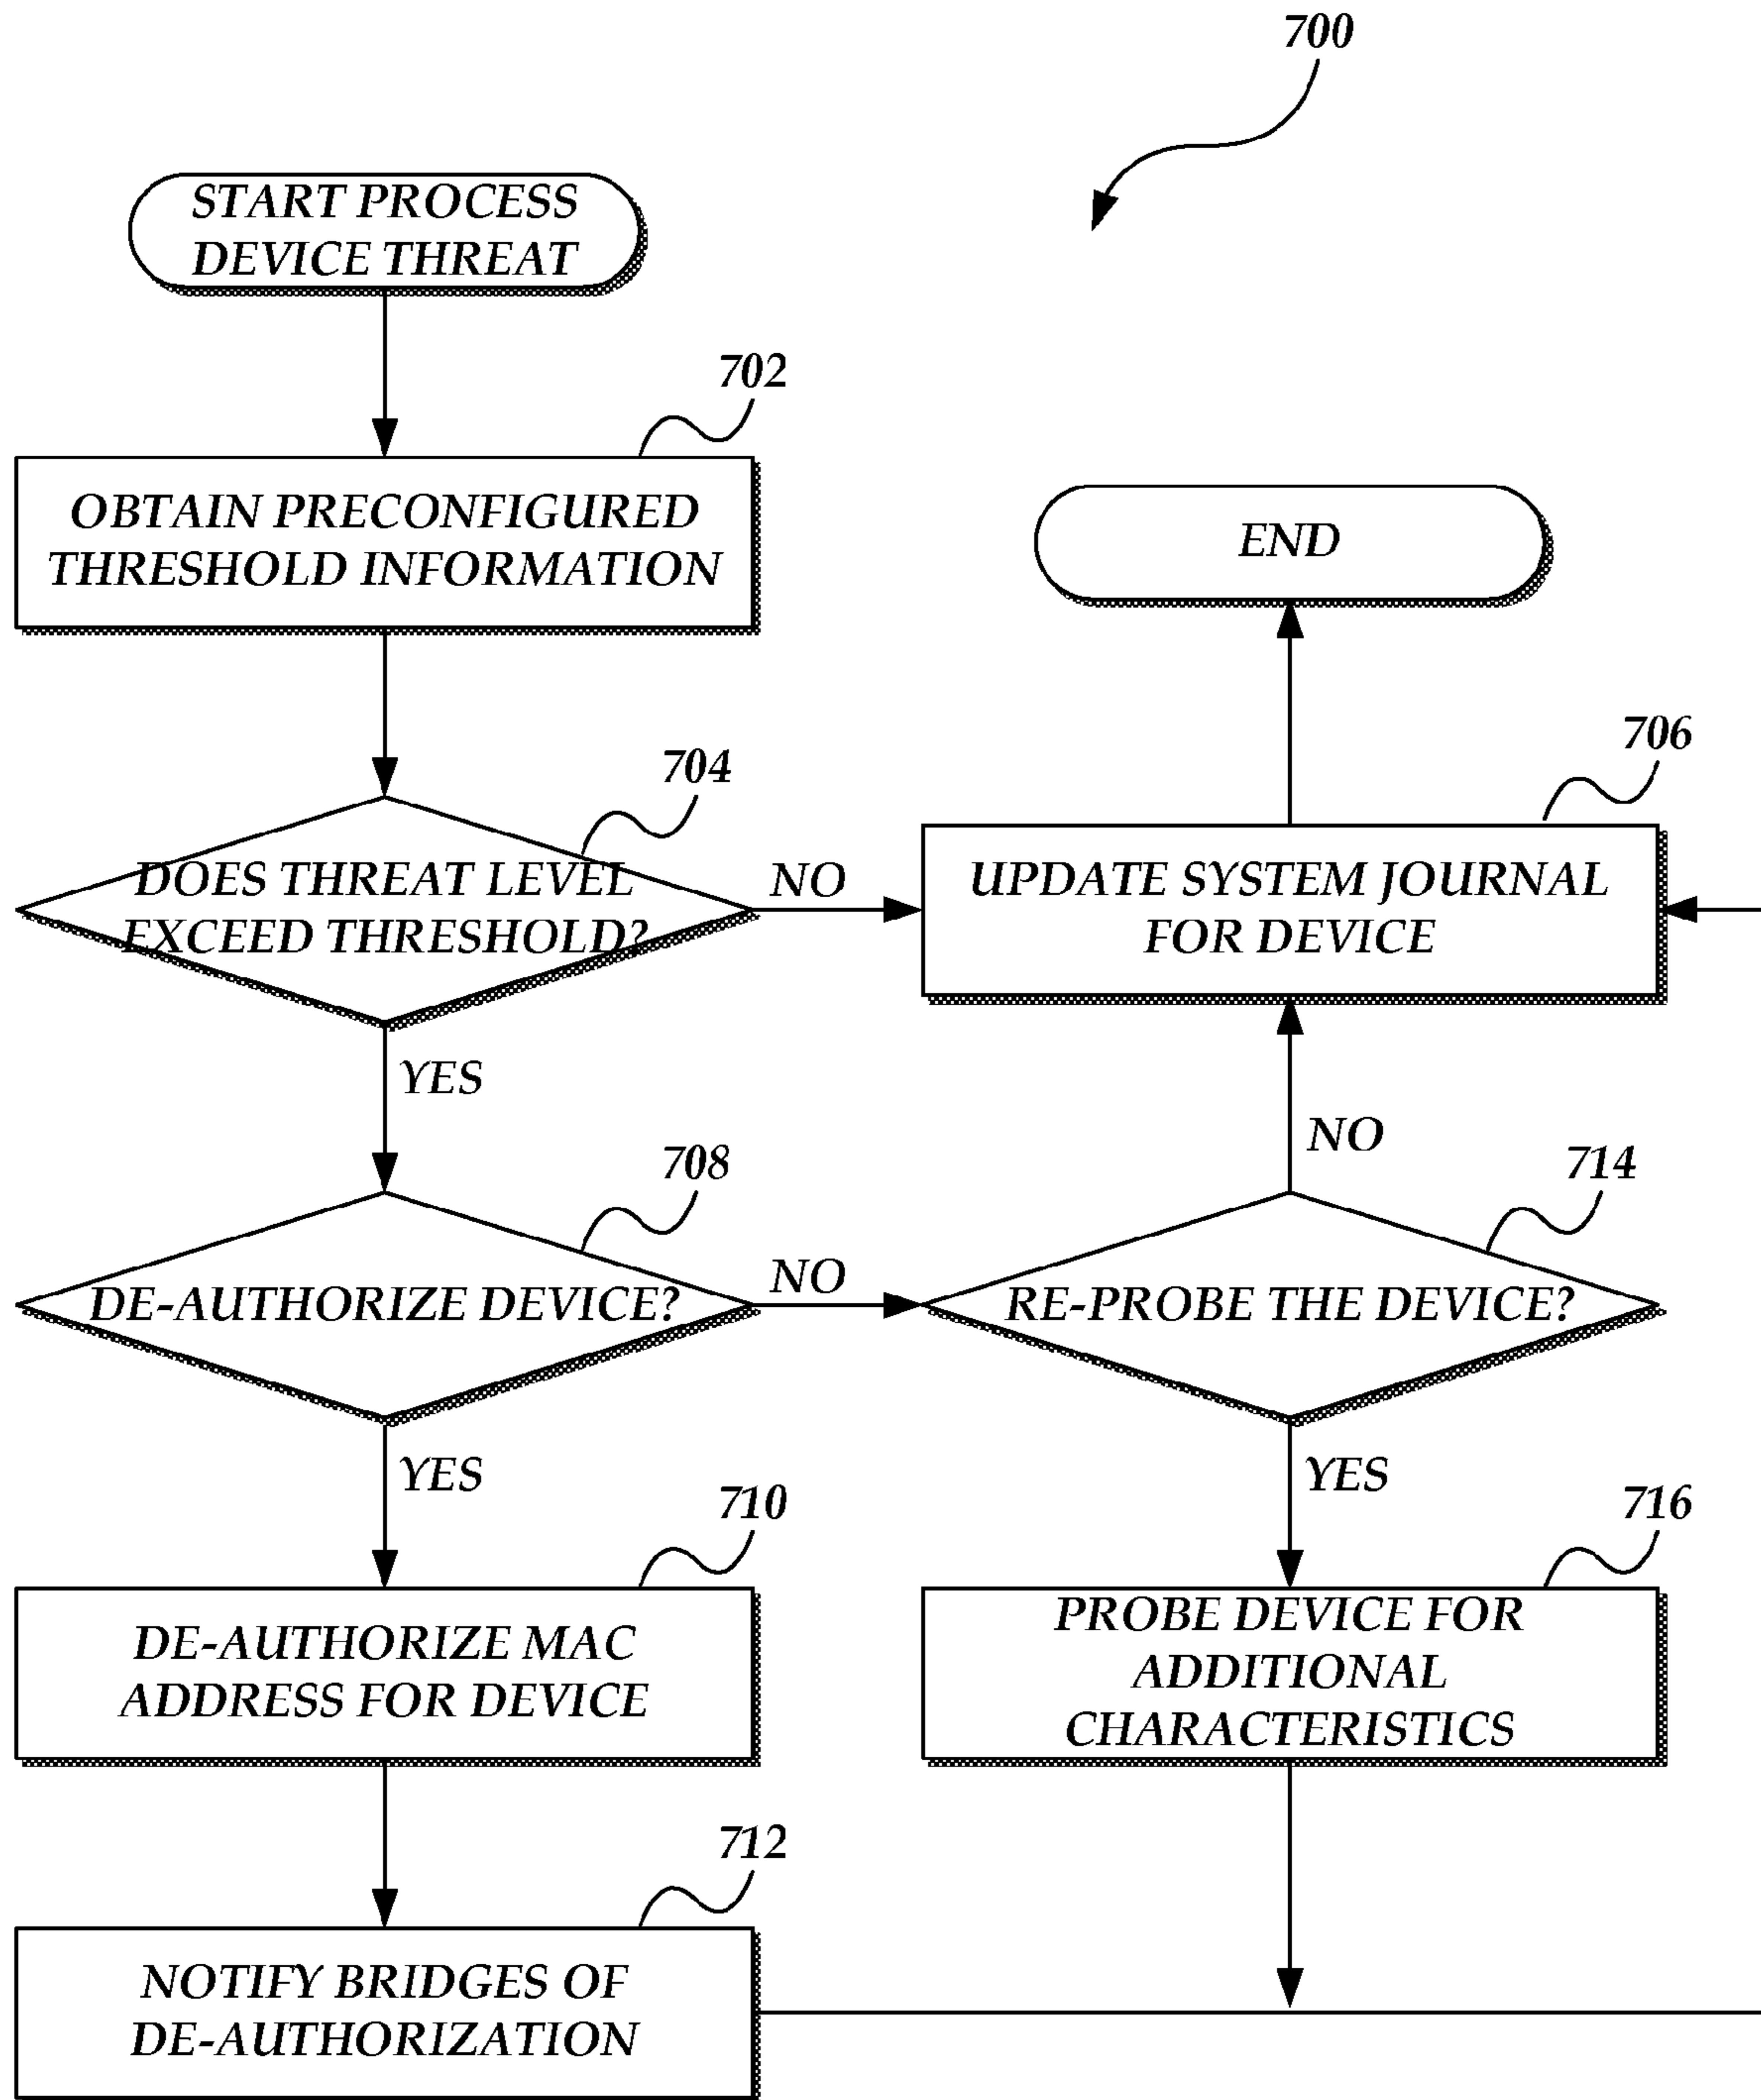 700
START PROCESS
DEVICE THREAT
702
OBTAIN PRECONFIGURED
THRESHOLD INFORMATION
END
704
DOES THREAT LEVEL
EXCEED THRESHOLD?
NO
706
UPDATE SYSTEM JOURNAL
FOR DEVICE
YES
708
DE-AUTHORIZE DEVICE?
NO
NO
714
RE-PROBE THE DEVICE?
YES
710
DE-AUTHORIZE MAC
ADDRESS FOR DEVICE
YES
716
PROBE DEVICE FOR
ADDITIONAL
CHARACTERISTICS
712
NOTIFY BRIDGES OF
DE-AUTHORIZATION